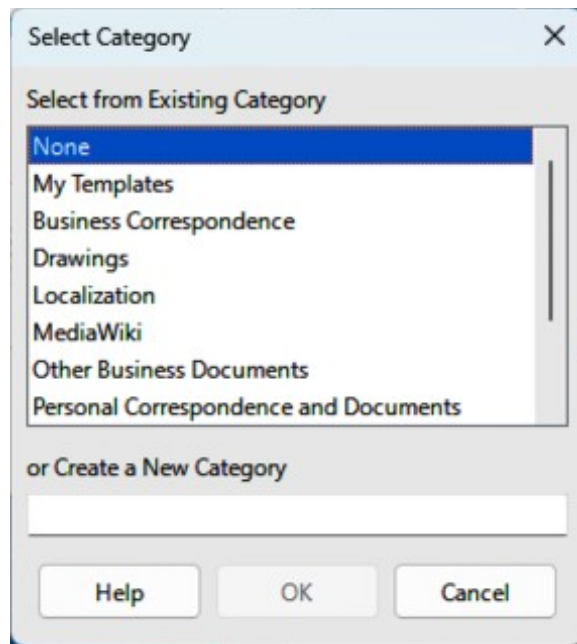 Select Category
Select from Existing Category
None
My Templates
Business Correspondence
Drawings
Localization
MediaWiki
Other Business Documents
Personal Correspondence and Documents
or Create a New Category
Help
OK
Cancel